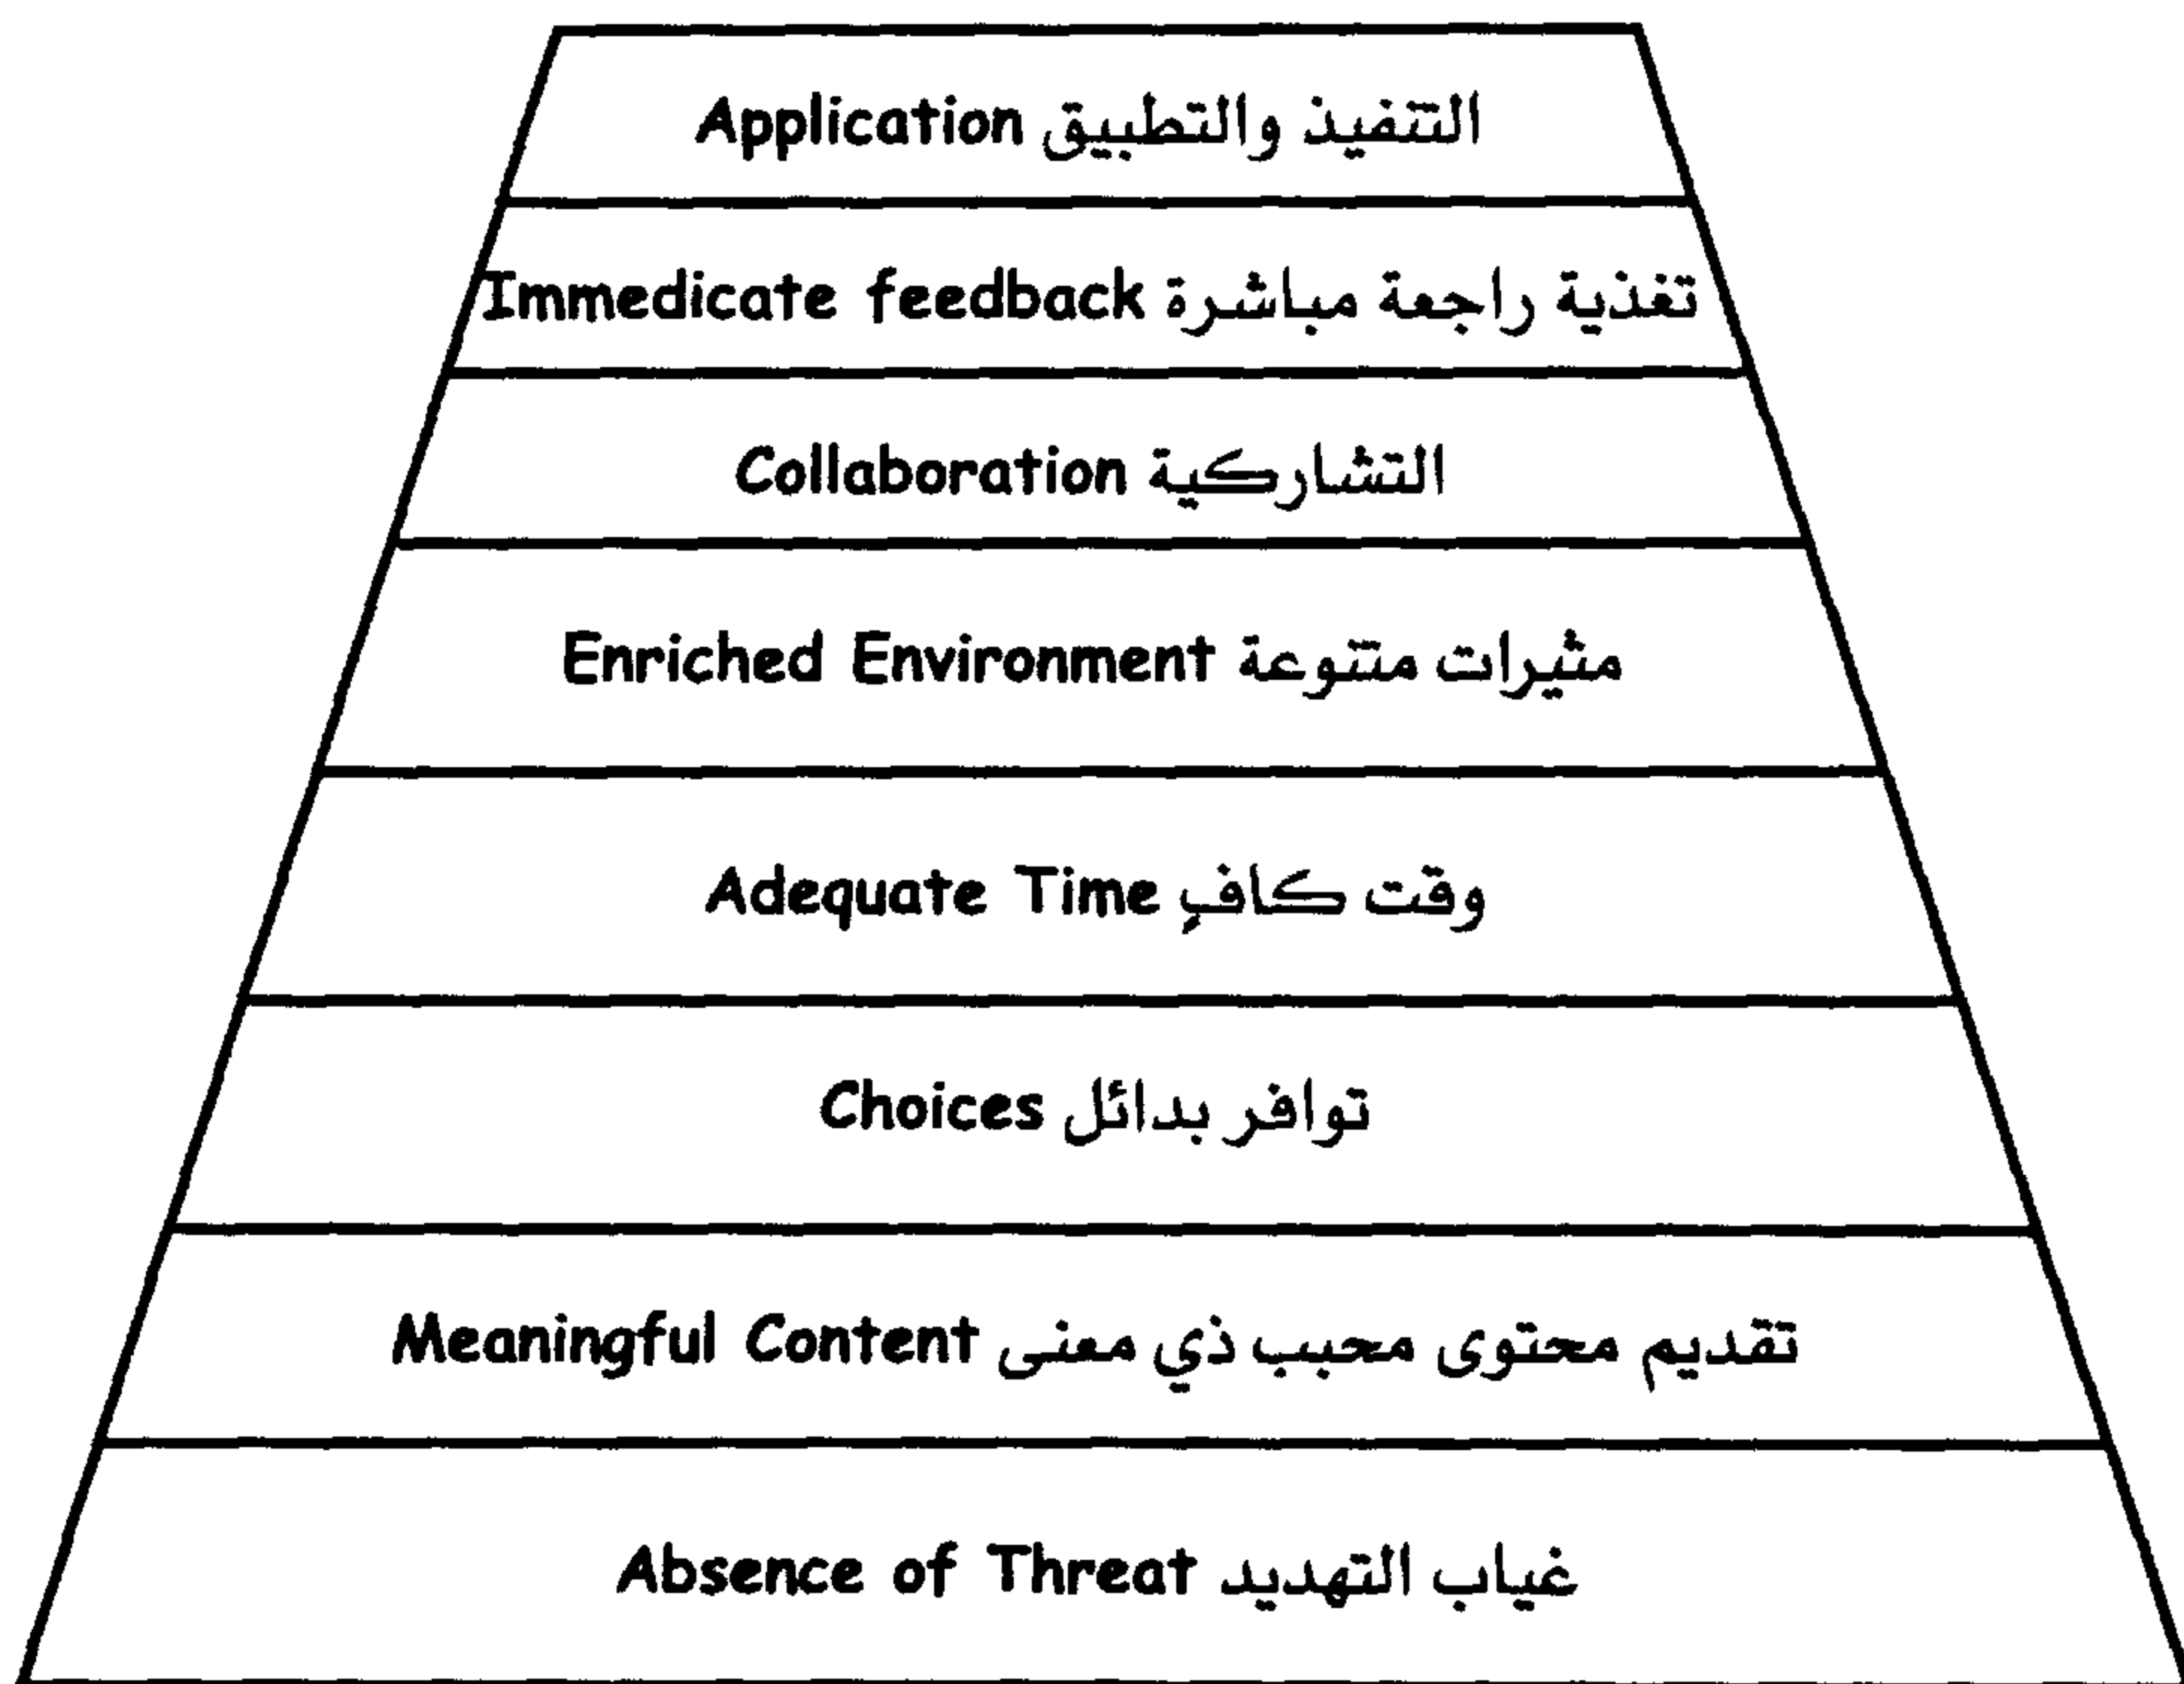 التنفيذ والتطبيق Application
تغذية راجعة مباشرة Immedicate feedback
التشاركية Collaboration
مثيرات متنوعة Enriched Environment
وقت كافٍ Adequate Time
توافر بدائل Choices
تقديم محتوى محبب ذي معنى Meaningful Content
غياب التهديد Absence of Threat